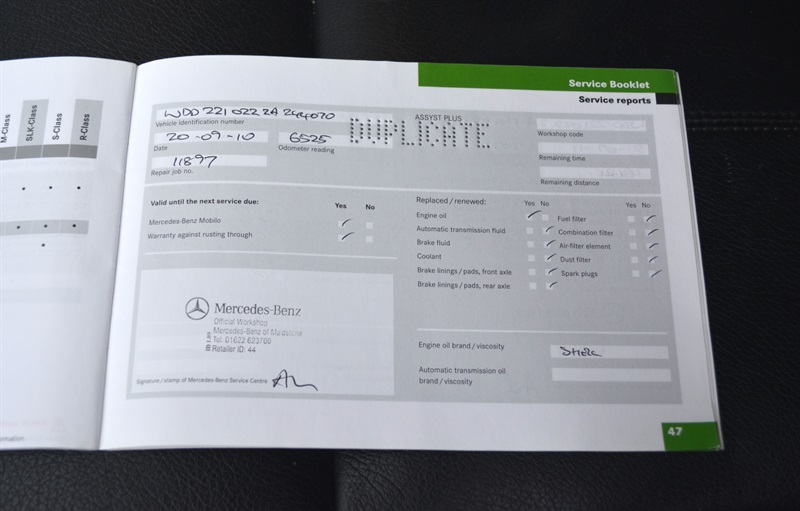 M-Class
SLK-Class
S-Class
R-Class
Service Booklet
Service reports
WDD 221 022 2A 244070
Vehicle identification number
20-09-10
6525
Date
Odometer reading
11897
Repair job no.
ASSYST PLUS
DUPLICATE
Workshop code
Remaining time
Remaining distance
Valid until the next service due:
Yes No
Mercedes-Benz Mobilo
Warranty against rusting through
Replaced / renewed:
Yes No
Yes No
Engine oil
Fuel filter
Automatic transmission fluid
Combination filter
Brake fluid
Air-filter element
Coolant
Dust filter
Brake linings / pads, front axle
Spark plugs
Brake linings / pads, rear axle
Mercedes-Benz
Official Workshop
Mercedes-Benz of Maidstone
Tel: 01622 623700
Retailer ID: 44
Signature / stamp of Mercedes-Benz Service Centre
Engine oil brand / viscosity
SHELL
Automatic transmission oil
brand / viscosity
47